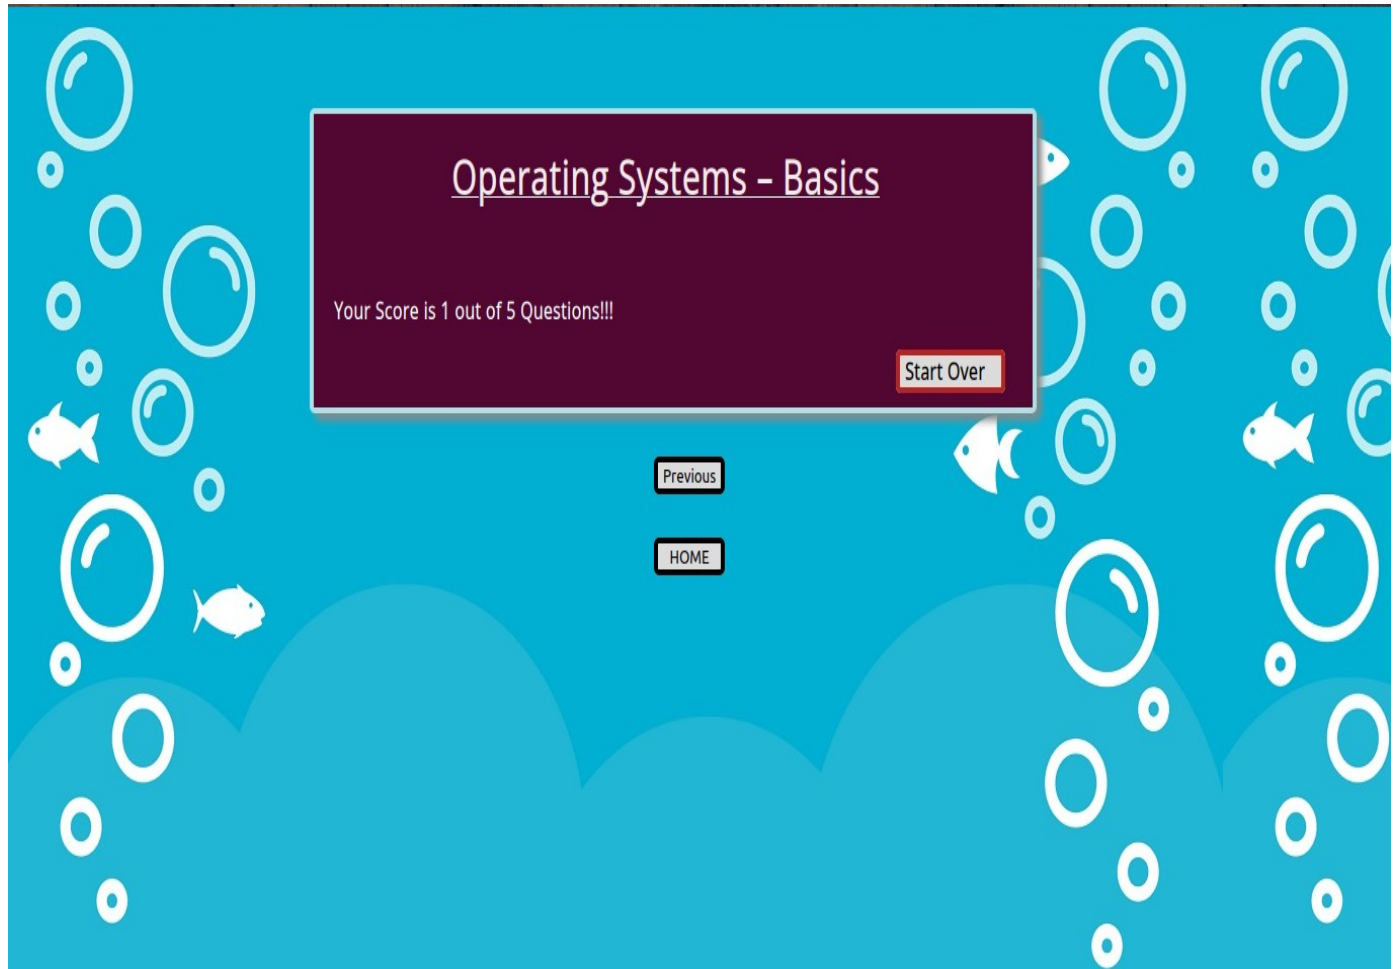 Operating Systems – Basics
Your Score is 1 out of 5 Questions!!!
Start Over
Previous
HOME